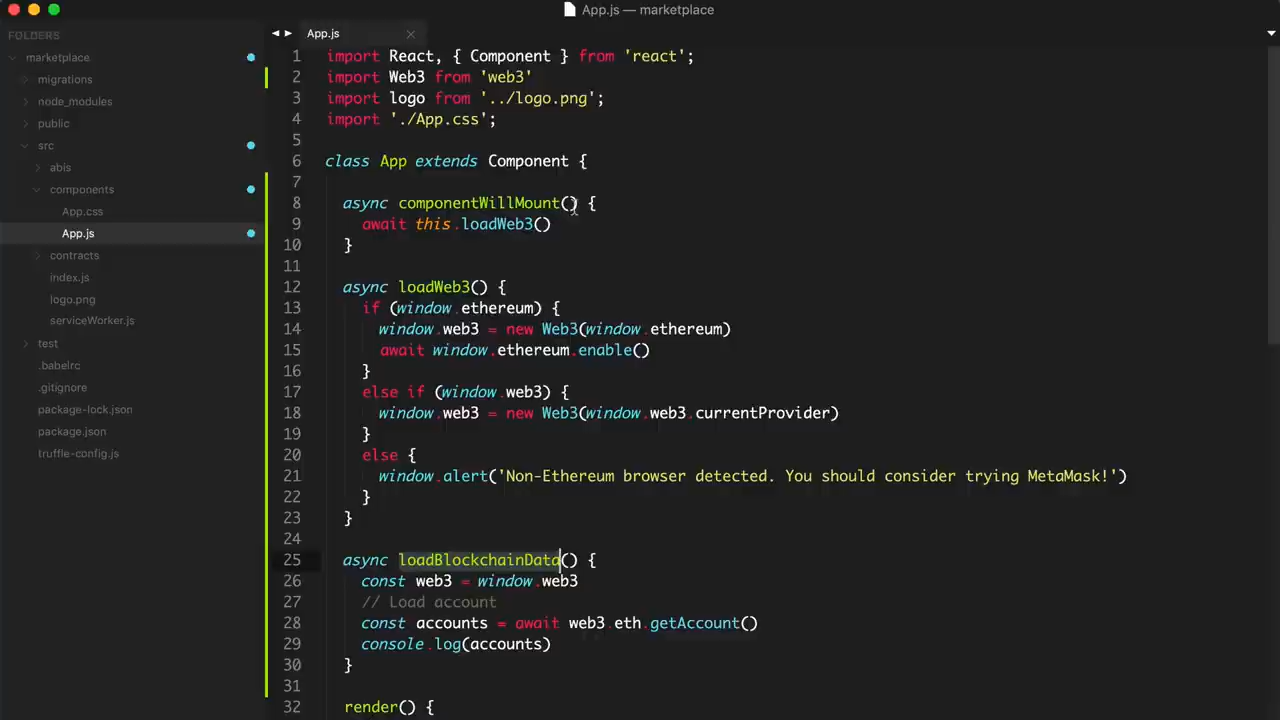 App.js — marketplace
FOLDERS
marketplace
migrations
node_modules
public
src
abis
components
App.css
App.js
contracts
index.js
logo.png
serviceWorker.js
test
.babelrc
.gitignore
package-lock.json
package.json
truffle-config.js
App.js
1 import React, { Component } from 'react';
2 import Web3 from 'web3'
3 import logo from '../logo.png';
4 import './App.css';
5
6 class App extends Component {
7
8 async componentWillMount() {
9 await this.loadWeb3()
10 }
11
12 async loadWeb3() {
13 if (window.ethereum) {
14 window.web3 = new Web3(window.ethereum)
15 await window.ethereum.enable()
16 }
17 else if (window.web3) {
18 window.web3 = new Web3(window.web3.currentProvider)
19 }
20 else {
21 window.alert('Non-Ethereum browser detected. You should consider trying MetaMask!')
22 }
23 }
24
25 async loadBlockchainData() {
26 const web3 = window.web3
27 // Load account
28 const accounts = await web3.eth.getAccount()
29 console.log(accounts)
30 }
31
32 render() {